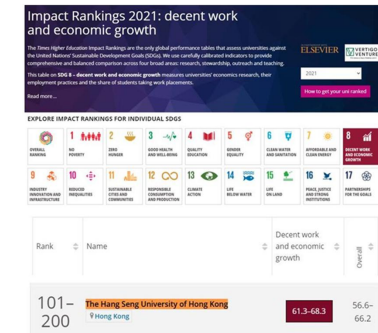 Impact Rankings 2021: decent work
and economic growth
The Times Higher Education Impact Rankings are the only global performance tables that assess universities against
the United Nations' Sustainable Development Goals (SDGs). We use carefully calibrated indicators to provide
comprehensive and balanced comparison across four broad areas: research, stewardship, outreach and teaching.
This table on SDG 8 – decent work and economic growth measures universities' economics research, their
employment practices and the share of students taking work placements.
Read more...
ELSEVIER
VERTIGO
VENTURE
2021
How to get your uni ranked
EXPLORE IMPACT RANKINGS FOR INDIVIDUAL SDGS
OVERALL
RANKING
1
NO
POVERTY
2
ZERO
HUNGER
3
GOOD HEALTH
AND WELL-BEING
4
QUALITY
EDUCATION
5
GENDER
EQUALITY
6
CLEAN WATER
AND SANITATION
7
AFFORDABLE AND
CLEAN ENERGY
8
DECENT WORK
AND ECONOMIC
GROWTH
9
INDUSTRY
INNOVATION AND
INFRASTRUCTURE
10
REDUCED
INEQUALITIES
11
SUSTAINABLE
CITIES AND
COMMUNITIES
12
RESPONSIBLE
CONSUMPTION
AND PRODUCTION
13
CLIMATE
ACTION
14
LIFE
BELOW WATER
15
LIFE
ON LAND
16
PEACE, JUSTICE
AND STRONG
INSTITUTIONS
17
PARTNERSHIPS
FOR THE GOALS
Rank
Name
Decent work
and economic
growth
Overall
101–
200
The Hang Seng University of Hong Kong
Hong Kong
61.3–68.3
56.6–
66.2